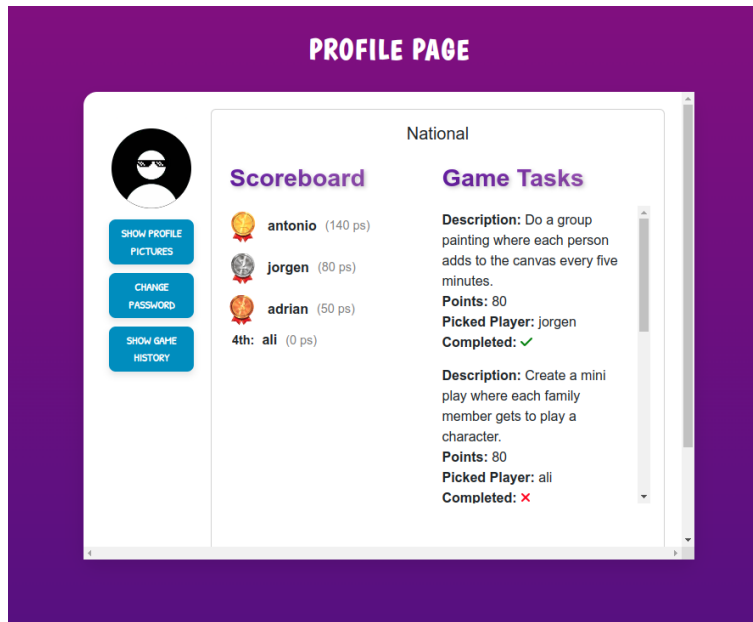 PROFILE PAGE
SHOW PROFILE
PICTURES
CHANGE
PASSWORD
SHOW GAME
HISTORY
National
Scoreboard
antonio (140 ps)
jorgen (80 ps)
adrian (50 ps)
4th: ali (0 ps)
Game Tasks
Description: Do a group
painting where each person
adds to the canvas every five
minutes.
Points: 80
Picked Player: jorgen
Completed:
Description: Create a mini
play where each family
member gets to play a
character.
Points: 80
Picked Player: ali
Completed: